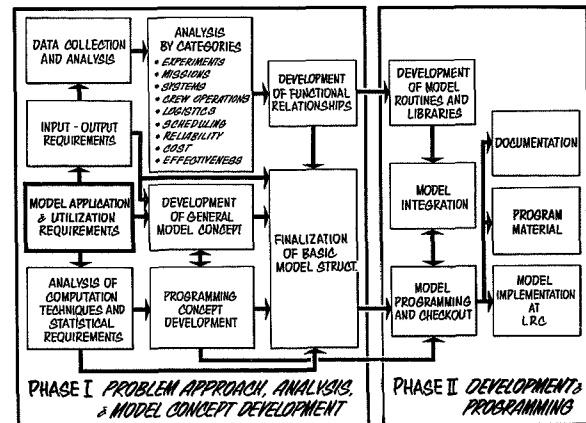 DATA COLLECTION
AND ANALYSIS
ANALYSIS
BY CATEGORIES
• EXPERIMENTS
• MISSIONS
• SYSTEMS
• CREW OPERATIONS
• LOGISTICS
• SCHEDULING
• RELIABILITY
• COST
• EFFECTIVENESS
DEVELOPMENT
OF FUNCTIONAL
RELATIONSHIPS
INPUT - OUTPUT
REQUIREMENTS
MODEL APPLICATION
& UTILIZATION
REQUIREMENTS
DEVELOPMENT
OF GENERAL
MODEL CONCEPT
FINALIZATION
OF BASIC
MODEL STRUCT.
ANALYSIS OF
COMPUTATION
TECHNIQUES AND
STATISTICAL
REQUIREMENTS
PROGRAMMING
CONCEPT
DEVELOPMENT
PHASE I PROBLEM APPROACH, ANALYSIS,
& MODEL CONCEPT DEVELOPMENT
DEVELOPMENT
OF MODEL
ROUTINES AND
LIBRARIES
MODEL
INTEGRATION
MODEL
PROGRAMMING
AND CHECKOUT
DOCUMENTATION
PROGRAM
MATERIAL
MODEL
IMPLEMENTATION
AT
LRC
PHASE II DEVELOPMENT &
PROGRAMMING